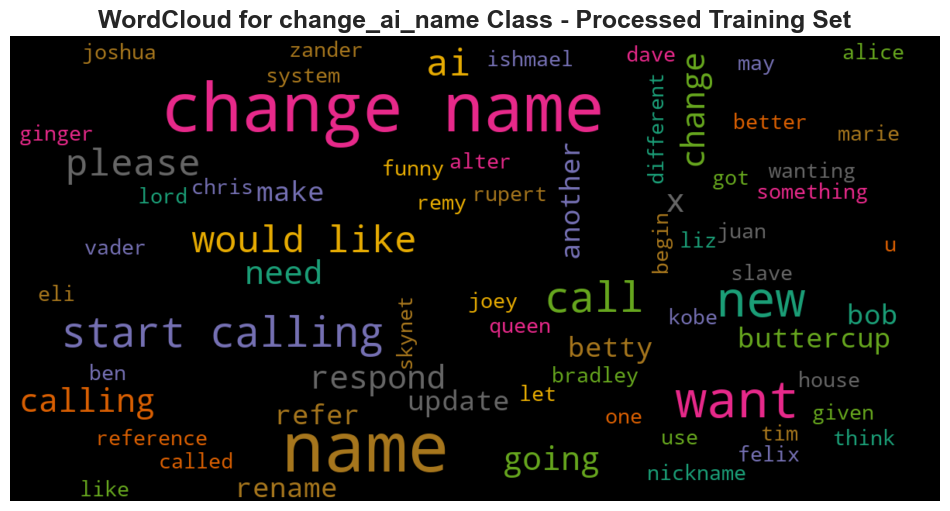 WordCloud for change_ai_name Class - Processed Training Set
joshua
zander
ai
ishmael
dave
change
may
alice
system
change name
different
ginger
better
marie
please
funny
alter
another
got
wanting
something
lord
chris
make
remy
rupert
x
begin
liz
juan
u
vader
would like
need
slave
eli
skynet
joey
queen
call
kobe
new
bob
start calling
betty
buttercup
ben
respond
bradley
house
calling
refer
update
let
one
want
given
reference
called
name
going
use
tim
felix
think
nickname
like
rename